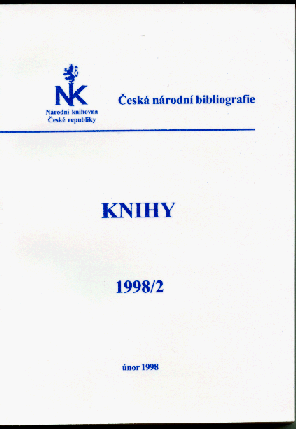 NK
Národní knihovna
České republiky
Česká národní bibliografie
KNIHY
1998/2
únor 1998